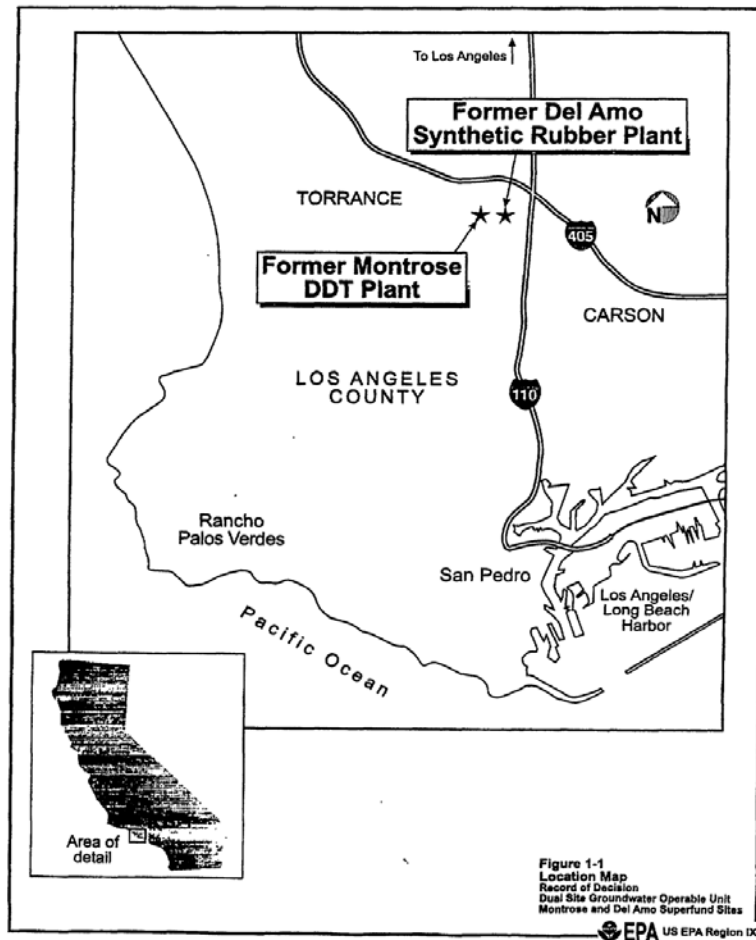 To Los Angeles
Former Del Amo
Synthetic Rubber Plant
TORRANCE
N
405
Former Montrose
DDT Plant
CARSON
LOS ANGELES
COUNTY
110
Rancho
Palos Verdes
San Pedro
Los Angeles/
Long Beach
Harbor
Pacific Ocean
Area of
detail
Figure 1-1
Location Map
Record of Decision
Dual Site Groundwater Operable Unit
Montrose and Del Amo Superfund Sites
EPA US EPA Region IX